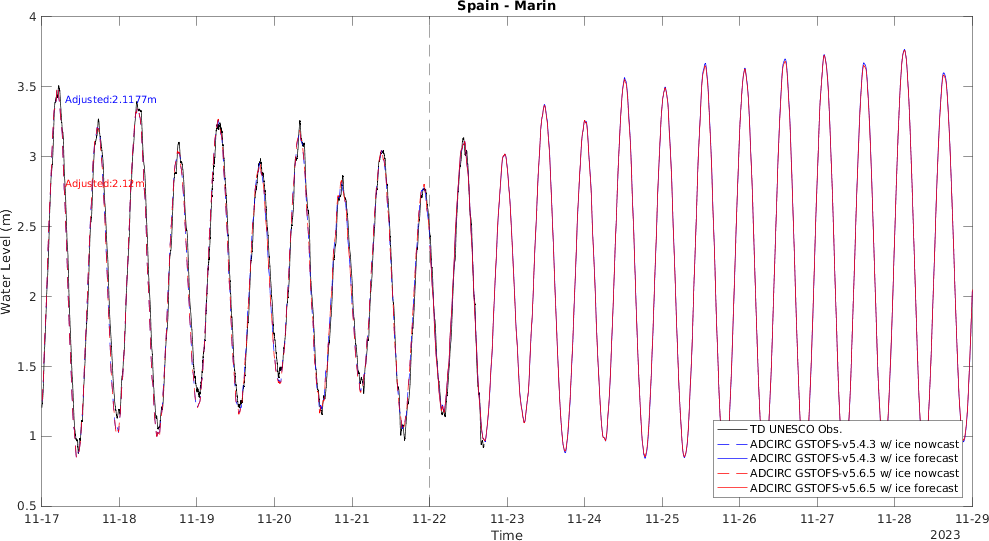 Spain - Marin
4
3.5
3
2.5
2
1.5
1
0.5
Water Level (m)
Adjusted:2.1177m
Adjusted:2.12m
TD UNESCO Obs.
ADCIRC GSTOFS-v5.4.3 w/ ice nowcast
ADCIRC GSTOFS-v5.4.3 w/ ice forecast
ADCIRC GSTOFS-v5.6.5 w/ ice nowcast
ADCIRC GSTOFS-v5.6.5 w/ ice forecast
11-17 11-18 11-19 11-20 11-21 11-22 11-23 11-24 11-25 11-26 11-27 11-28 11-29
Time
2023